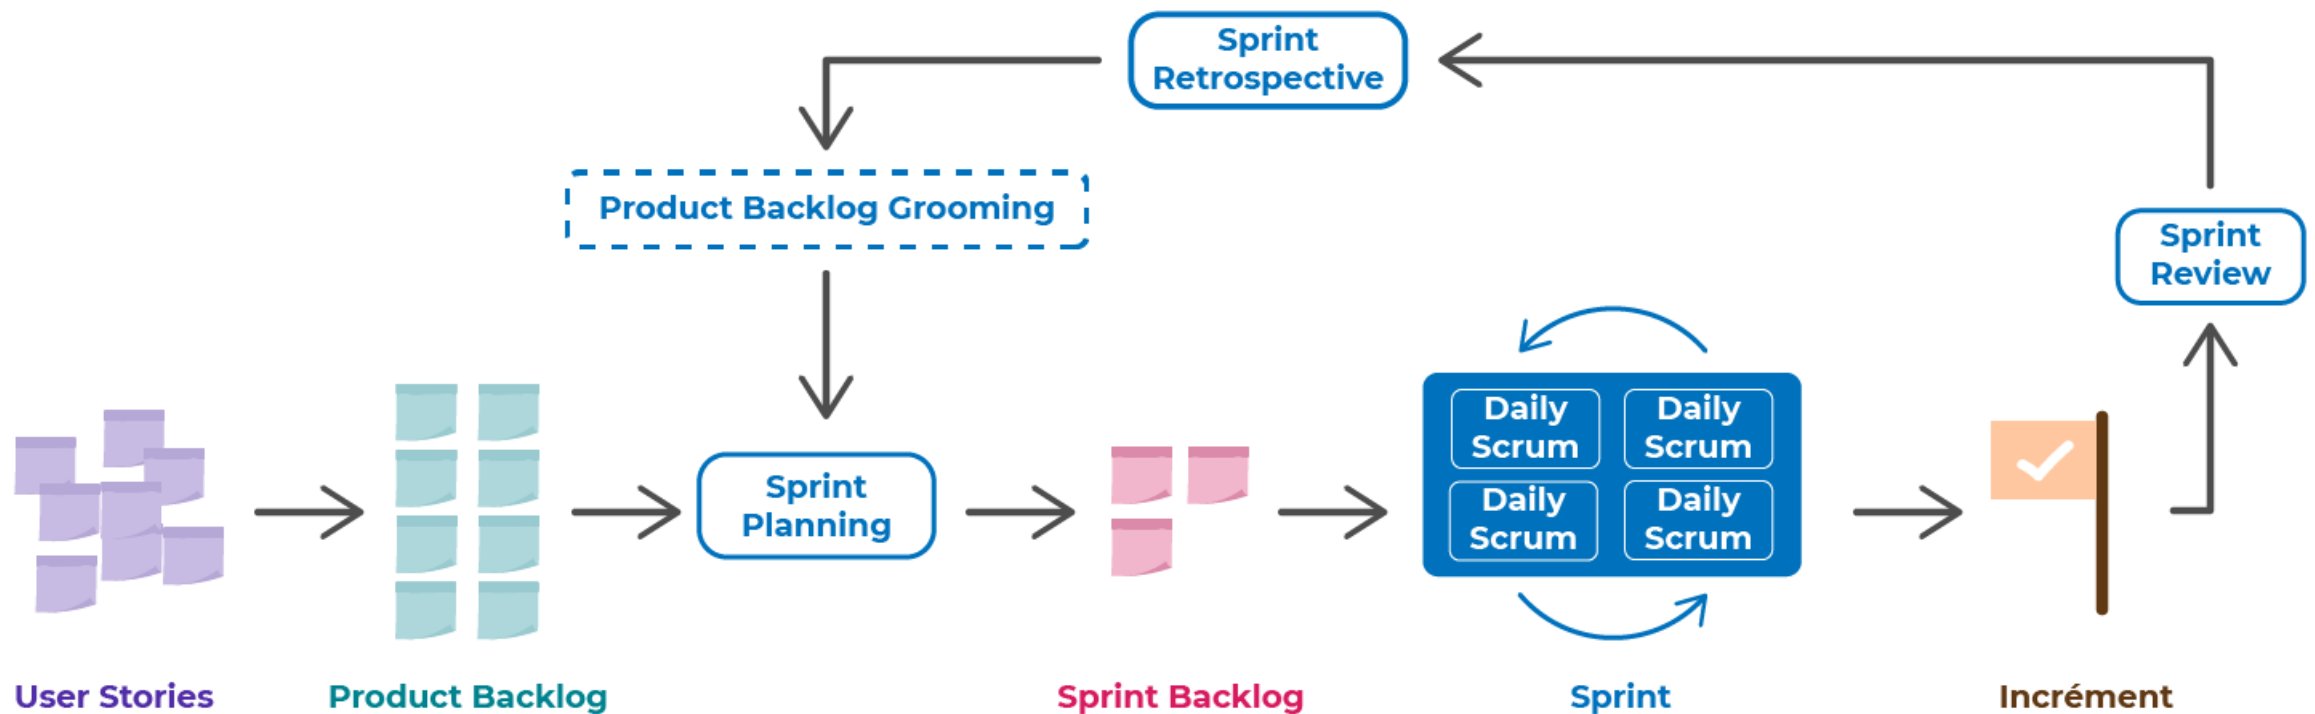 Sprint
Retrospective
Product Backlog Grooming
Sprint
Review
Sprint
Planning
Daily
Scrum
Daily
Scrum
Daily
Scrum
Daily
Scrum
User Stories
Product Backlog
Sprint Backlog
Sprint
Incrément